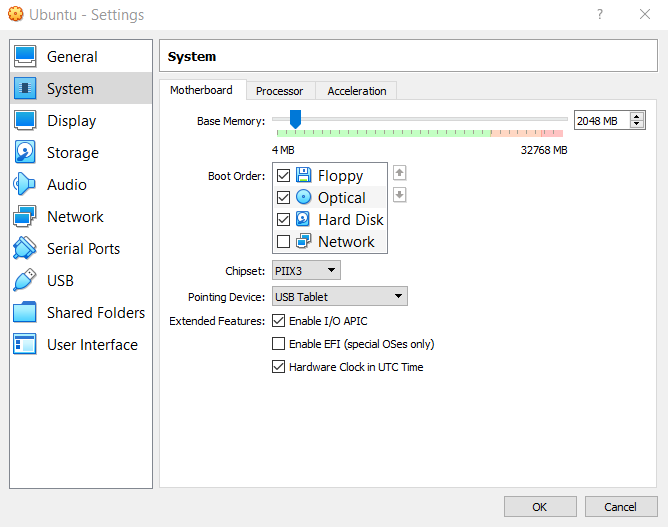 Ubuntu - Settings
General
System
Display
Storage
Audio
Network
Serial Ports
USB
Shared Folders
User Interface
System
Motherboard Processor Acceleration
Base Memory: 2048 MB
4 MB 32768 MB
Boot Order: Floppy
Optical
Hard Disk
Network
Chipset: PIIX3
Pointing Device: USB Tablet
Extended Features: Enable I/O APIC
Enable EFI (special OSes only)
Hardware Clock in UTC Time
OK Cancel